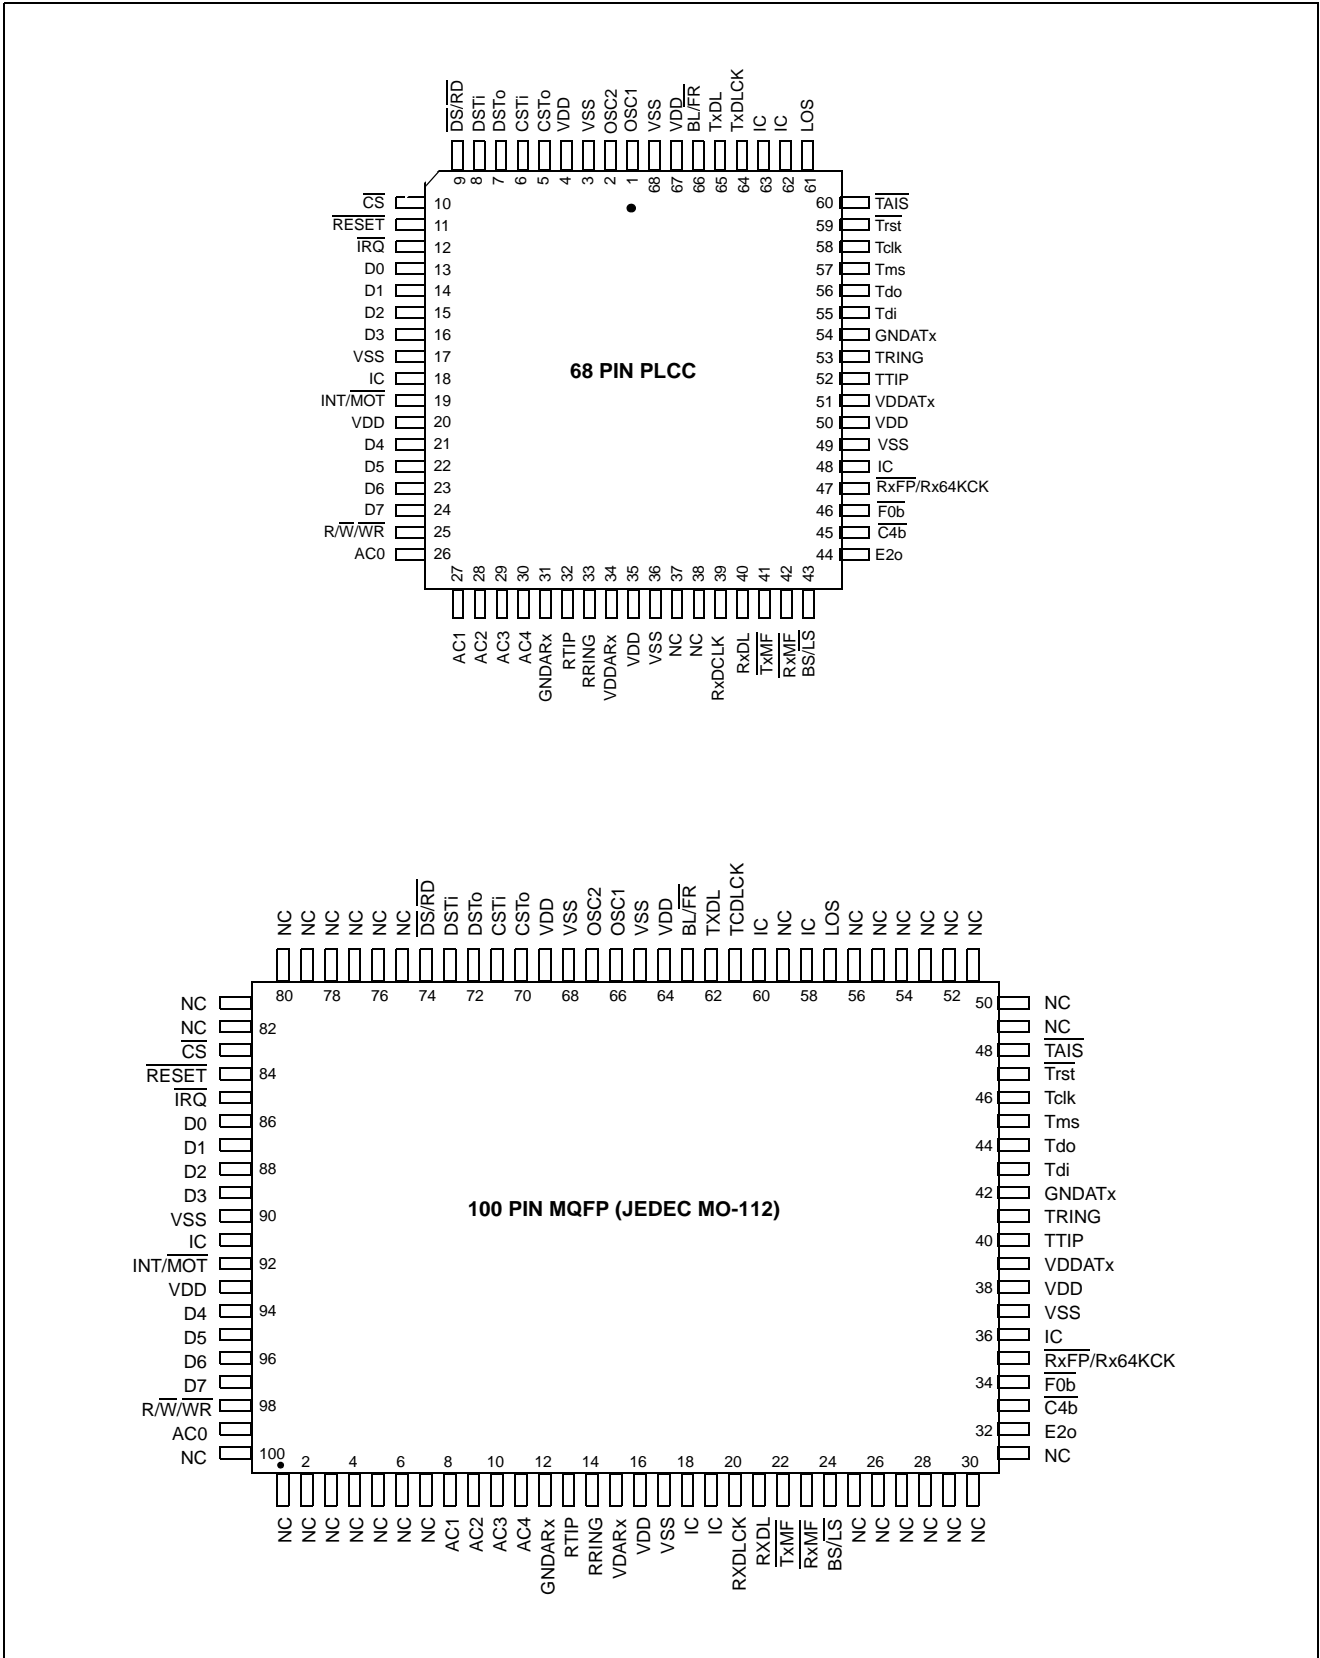 DS/RD DSTi DSTo CSTi CSTo VDD VSS OSC2 OSC1 VSS VDD BL/FR TxDL TxDLCK IC IC LOS
9 8 7 6 5 4 3 2 1 68 67 66 65 64 63 62 61
CS 10 60 TAIS
RESET 11 59 Trst
IRQ 12 58 Tclk
D0 13 57 Tms
D1 14 56 Tdo
D2 15 55 Tdi
D3 16 54 GNDATx
VSS 17 53 TRING
68 PIN PLCC
IC 18 52 TTIP
INT/MOT 19 51 VDDATx
VDD 20 50 VDD
D4 21 49 VSS
D5 22 48 IC
D6 23 47 RxFP/Rx64KCK
D7 24 46 F0b
R/W/WR 25 45 C4b
AC0 26 44 E2o
27 28 29 30 31 32 33 34 35 36 37 38 39 40 41 42 43
AC1 AC2 AC3 AC4 GNDARx RTIP RRING VDDARx VDD VSS NC NC RxDCLK RxDL TxMF RxMF BS/LS
NC NC NC NC NC NC DS/RD DSTi DSTo CSTi CSTo VDD VSS OSC2 OSC1 VSS VDD BL/FR TXDL TCDLCK IC NC IC LOS NC NC NC NC NC NC
80 78 76 74 72 70 68 66 64 62 60 58 56 54 52
NC 50 NC
NC 82 NC
CS 48 TAIS
RESET 84 Trst
IRQ 46 Tclk
D0 86 Tms
D1 44 Tdo
D2 88 Tdi
D3 42 GNDATx
100 PIN MQFP (JEDEC MO-112)
VSS 90 TRING
IC 40 TTIP
INT/MOT 92 VDDATx
VDD 38 VDD
D4 94 VSS
D5 36 IC
D6 96 RxFP/Rx64KCK
D7 34 F0b
R/W/WR 98 C4b
AC0 32 E2o
NC 100 NC
2 4 6 8 10 12 14 16 18 20 22 24 26 28 30
NC NC NC NC NC NC NC AC1 AC2 AC3 AC4 GNDARx RTIP RRING VDARx VDD VSS IC IC RXDLCK RXDL TxMF RxMF BS/LS NC NC NC NC NC NC